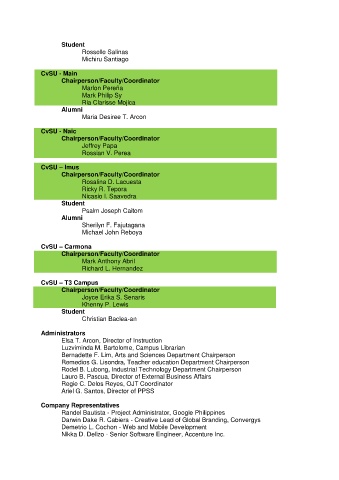 Student
Rosselle Salinas
Michiru Santiago
CvSU - Main
Chairperson/Faculty/Coordinator
Marlon Pereña
Mark Philip Sy
Ria Clarisse Mojica
Alumni
Maria Desiree T. Arcon
CvSU - Naic
Chairperson/Faculty/Coordinator
Jeffrey Papa
Rossian V. Perea
CvSU – Imus
Chairperson/Faculty/Coordinator
Rosalina D. Lacuesta
Ricky R. Tepora
Nicasio I. Saavedra
Student
Psalm Joseph Caitom
Alumni
Sherilyn F. Fajutagana
Michael John Reboya
CvSU – Carmona
Chairperson/Faculty/Coordinator
Mark Anthony Abril
Richard L. Hernandez
CvSU – T3 Campus
Chairperson/Faculty/Coordinator
Joyce Erika S. Senaris
Khenny P. Lewis
Student
Christian Baclea-an
Administrators
Elsa T. Arcon, Director of Instruction
Luzviminda M. Bartolome, Campus Librarian
Bernadette F. Lim, Arts and Sciences Department Chairperson
Remedios G. Lisondra, Teacher education Department Chairperson
Rodel B. Lubong, Industrial Technology Department Chairperson
Lauro B. Pascua, Director of External Business Affairs
Regie C. Delos Reyes, OJT Coordinator
Ariel G. Santos, Director of PPSS
Company Representatives
Randel Bautista - Project Administrator, Google Philippines
Darwin Dake R. Cabiers - Creative Lead of Global Branding, Convergys
Demetrio L. Cochon - Web and Mobile Development
Nikka D. Delizo - Senior Software Engineer, Accenture Inc.